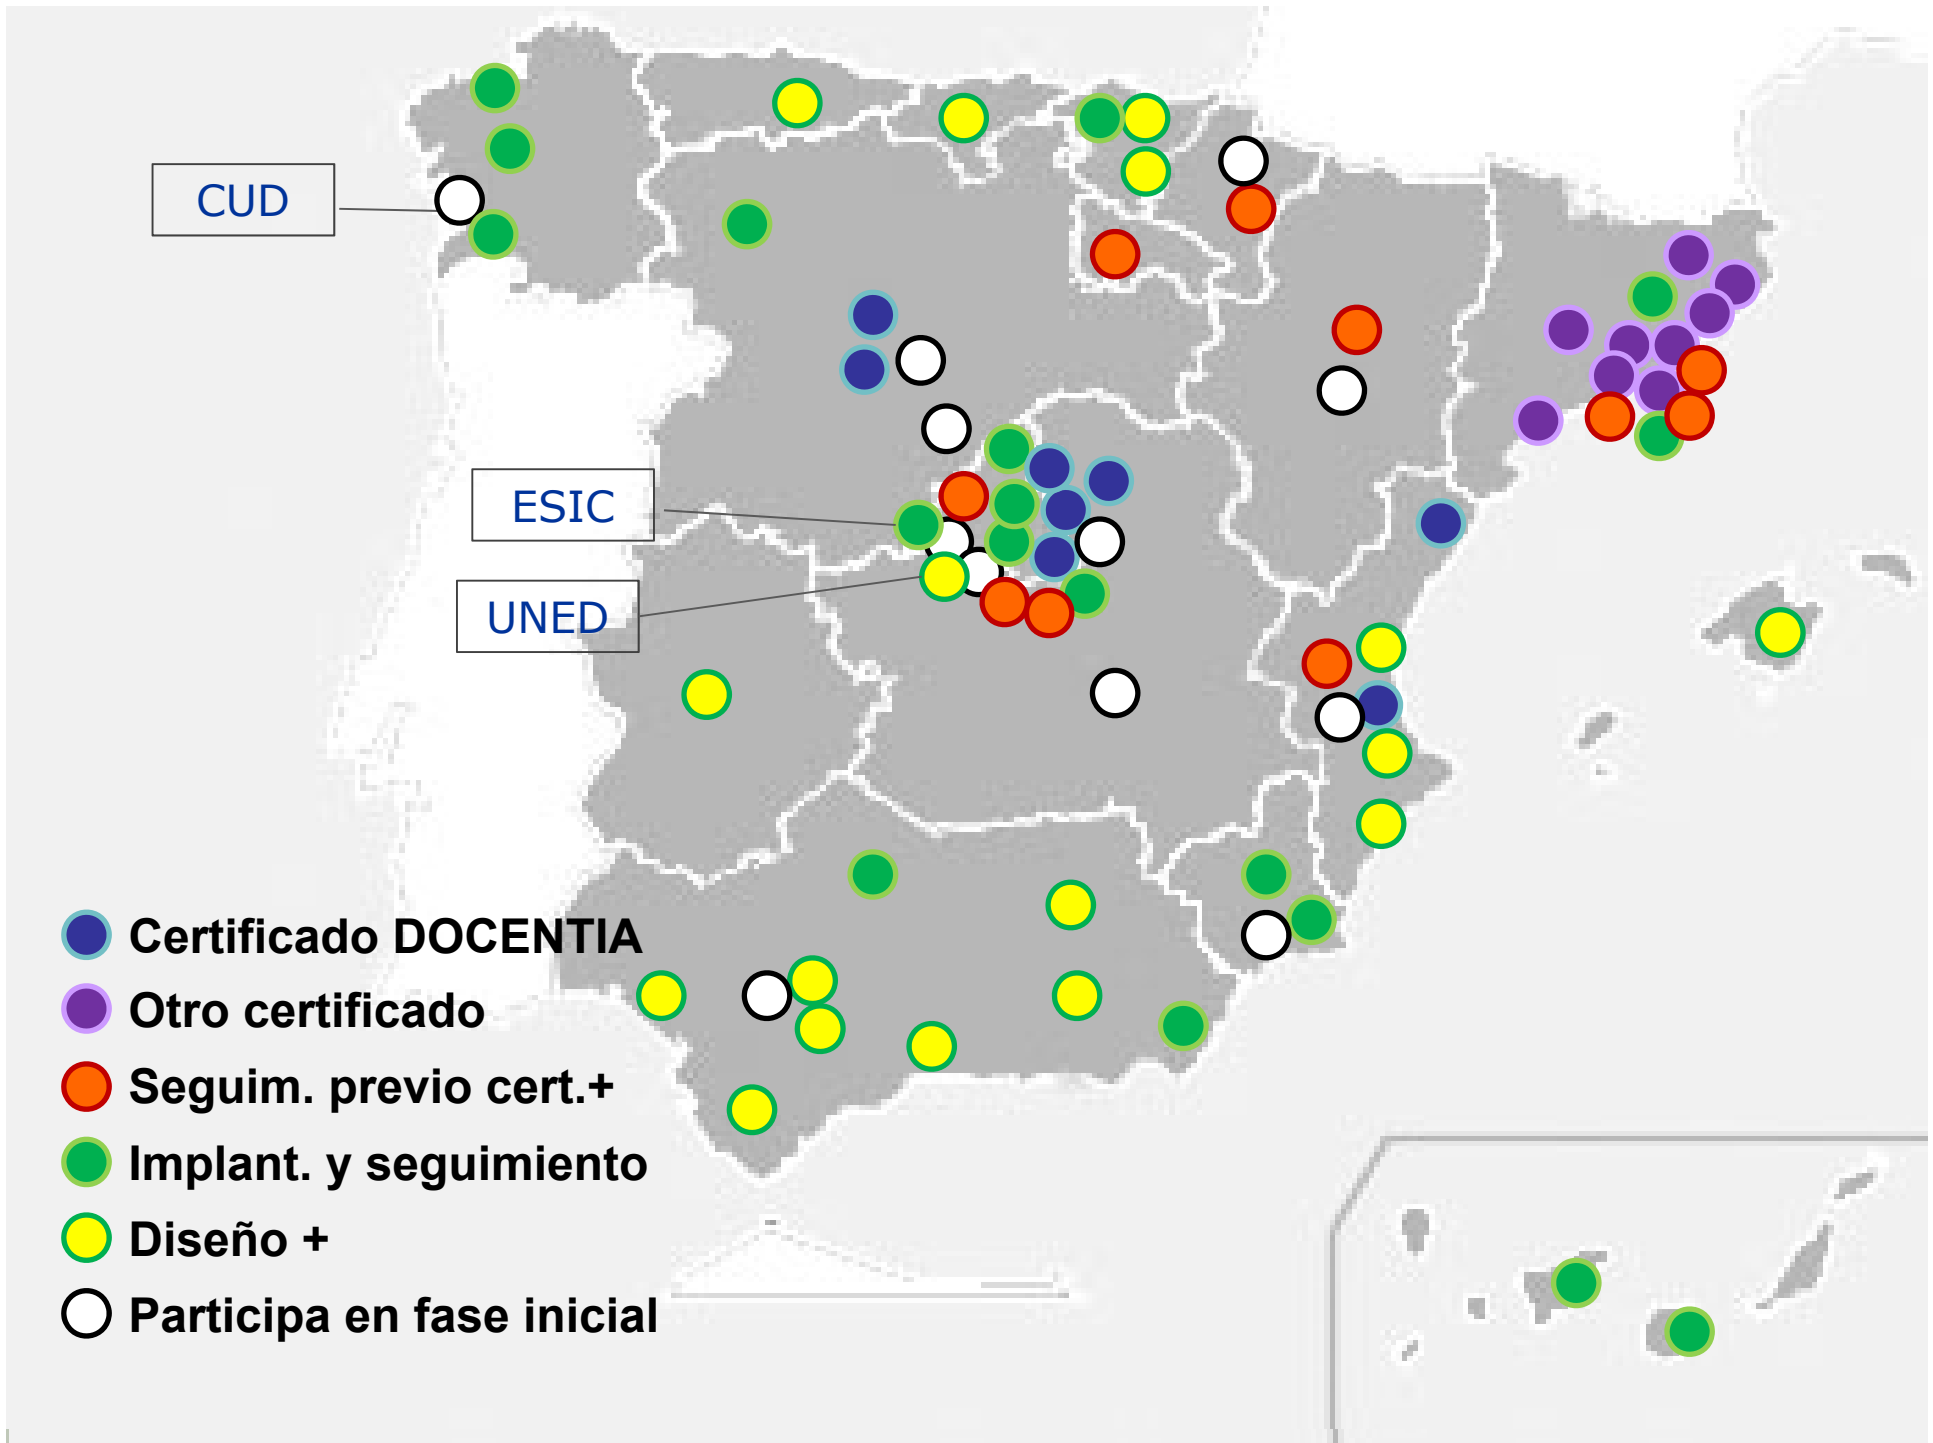 CUD
ESIC
UNED
Certificado DOCENTIA
Otro certificado
Seguim. previo cert.+
Implant. y seguimiento
Diseño +
Participa en fase inicial